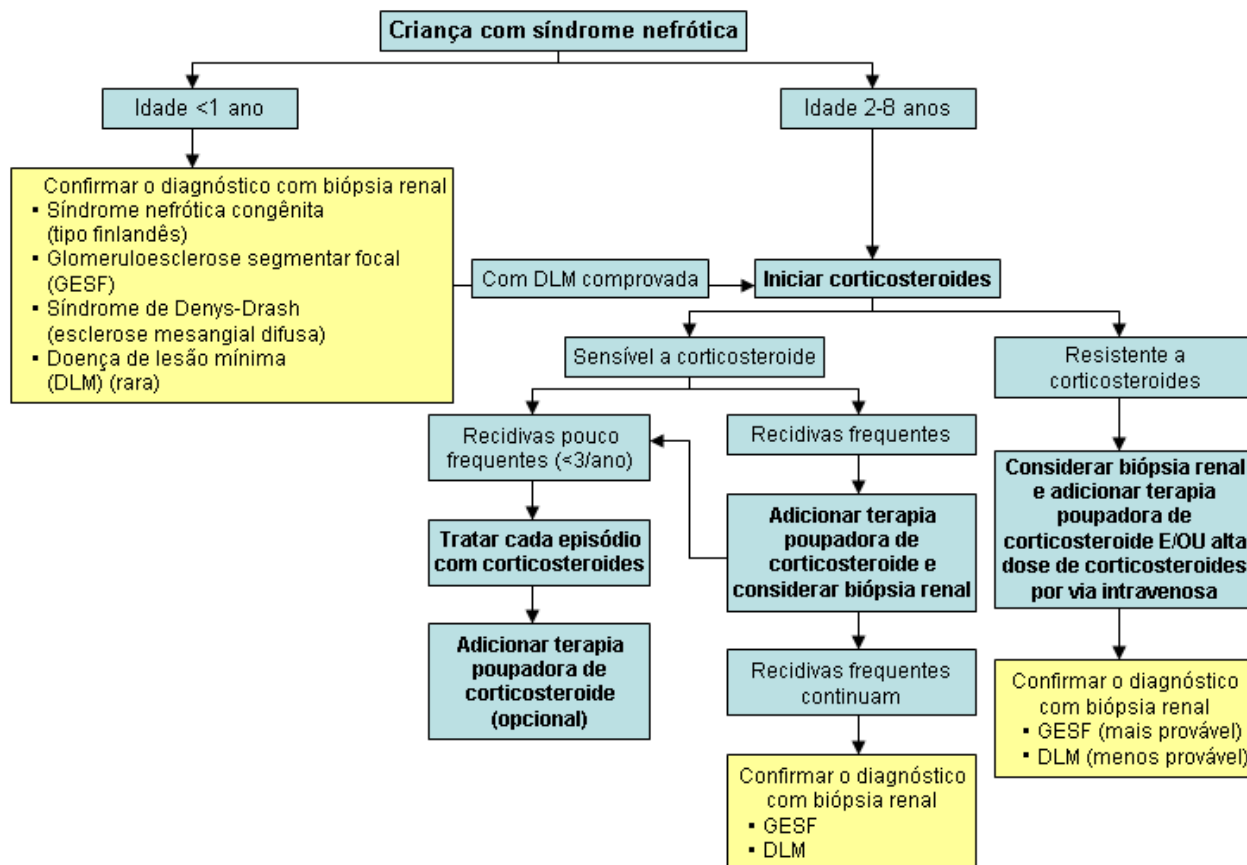 Criança com síndrome nefrótica
Idade <1 ano
Idade 2-8 anos
Confirmar o diagnóstico com biópsia renal
▪ Síndrome nefrótica congênita
(tipo finlandês)
▪ Glomeruloesclerose segmentar focal
(GESF)
▪ Síndrome de Denys-Drash
(esclerose mesangial difusa)
▪ Doença de lesão mínima
(DLM) (rara)
Com DLM comprovada
Iniciar corticosteroides
Sensível a corticosteroide
Resistente a
corticosteroides
Recidivas pouco
frequentes (<3/ano)
Recidivas frequentes
Tratar cada episódio
com corticosteroides
Adicionar terapia
poupadora de
corticosteroide e
considerar biópsia renal
Considerar biópsia renal
e adicionar terapia
poupadora de
corticosteroide E/OU alta
dose de corticosteroides
por via intravenosa
Adicionar terapia
poupadora de
corticosteroide
(opcional)
Recidivas frequentes
continuam
Confirmar o diagnóstico
com biópsia renal
▪ GESF (mais provável)
▪ DLM (menos provável)
Confirmar o diagnóstico
com biópsia renal
▪ GESF
▪ DLM